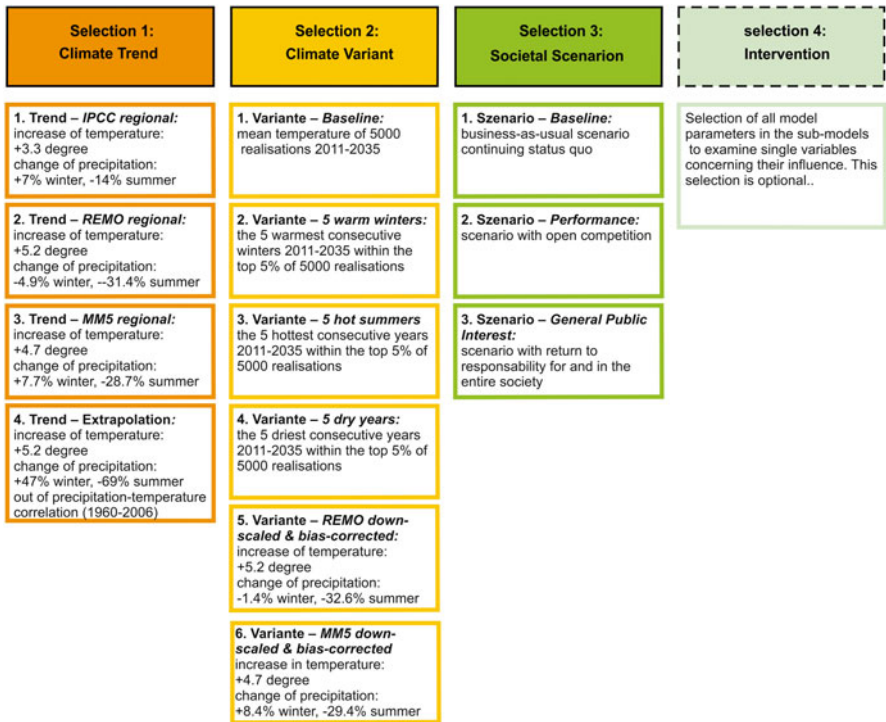 Selection 1:
Climate Trend
1. Trend – IPCC regional:
increase of temperature:
+3.3 degree
change of precipitation:
+7% winter, -14% summer
2. Trend – REMO regional:
increase of temperature:
+5.2 degree
change of precipitation:
-4.9% winter, --31.4% summer
3. Trend – MM5 regional:
increase of temperature:
+4.7 degree
change of precipitation:
+7.7% winter, -28.7% summer
4. Trend – Extrapolation:
increase of temperature:
+5.2 degree
change of precipitation:
+47% winter, -69% summer
out of precipitation-temperature
correlation (1960-2006)
Selection 2:
Climate Variant
1. Variante – Baseline:
mean temperature of 5000
realisations 2011-2035
2. Variante – 5 warm winters:
the 5 warmest consecutive
winters 2011-2035 within the
top 5% of 5000 realisations
3. Variante – 5 hot summers
the 5 hottest consecutive years
2011-2035 within the top 5% of
5000 realisations
4. Variante – 5 dry years:
the 5 driest consecutive years
2011-2035 within the top 5% of
5000 realisations
5. Variante – REMO down-
scaled & bias-corrected:
increase of temperature:
+5.2 degree
change of precipitation:
-1.4% winter, -32.6% summer
6. Variante – MM5 down-
scaled & bias-corrected
increase in temperature:
+4.7 degree
change of precipitation:
+8.4% winter, -29.4% summer
Selection 3:
Societal Scenarion
1. Szenario – Baseline:
business-as-usual scenario
continuing status quo
2. Szenario – Performance:
scenario with open competition
3. Szenario – General Public
Interest:
scenario with return to
responsability for and in the
entire society
selection 4:
Intervention
Selection of all model
parameters in the sub-models
to examine single variables
concerning their influence. This
selection is optional..